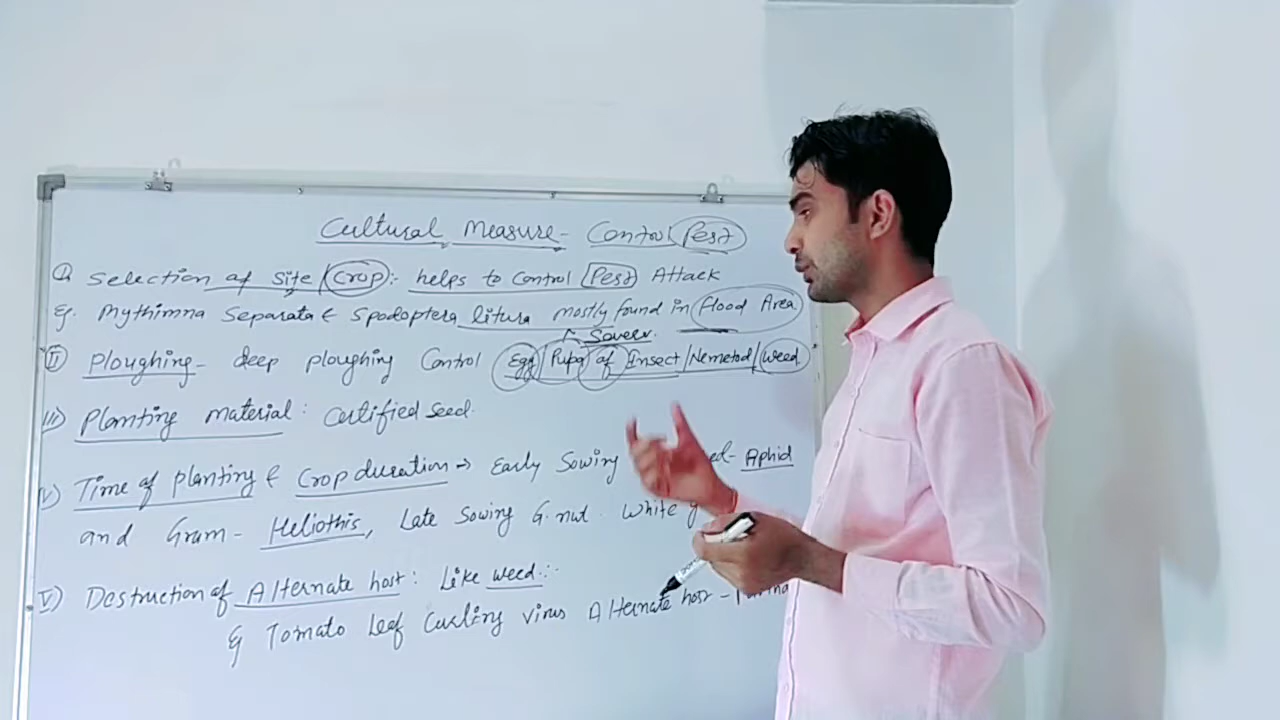 Cultural Measure - Control Pest
I) Selection of site/Crop: helps to Control Pest Attack
Eg. Mythimna Separata & Spodoptera litura mostly found in flood Area
II) Ploughing - deep ploughing Control Egg/Pupa of Insect/Nemetod/Weed
III) Planting material: Certified Seed.
Time of planting & Crop duration → Early Sowing Aphid
and Gram - Heliothis, Late Sowing G.nut. White
V) Destruction of Alternate host: Like weed:-
Eg Tomato Leaf Curling virus Alternate host -